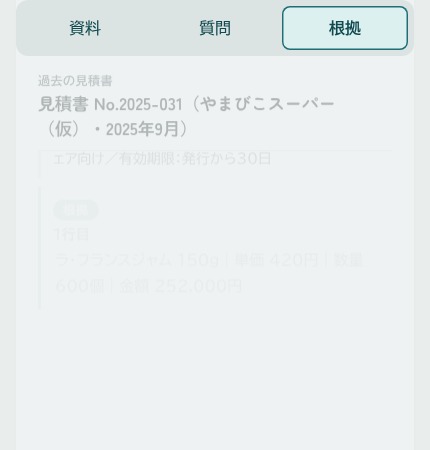 資料
質問
根拠
過去の見積書
見積書 No.2025-031（やまびこスーパー
（仮）・2025年9月）
ェア向け／有効期限：発行から30日
1行目
ラ・フランスジャム 150g | 単価 420円 | 数量
600個 | 金額 252,000円